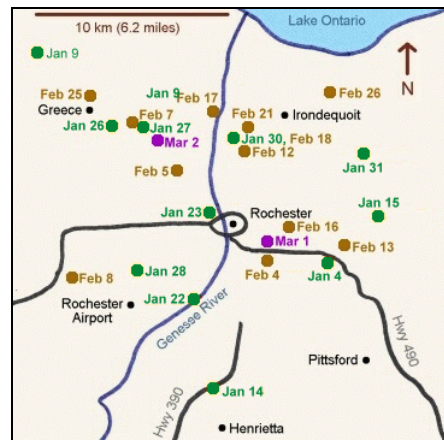 10 km (6.2 miles)
Lake Ontario
Jan 9
N
Feb 25
Jan 9
Feb 17
Feb 26
Greece
Feb 7
Feb 21
Irondequoit
Jan 26
Jan 27
Jan 30, Feb 18
Mar 2
Feb 12
Jan 31
Feb 5
Jan 23
Rochester
Jan 15
Feb 16
Mar 1
Feb 13
Feb 8
Jan 28
Feb 4
Jan 4
Rochester
Airport
Jan 22
Genesee River
Hwy 490
Pittsford
Jan 14
Hwy 390
Henrietta